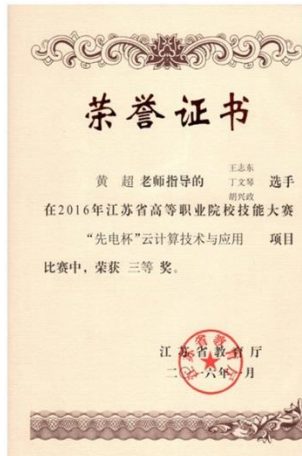 荣誉证书
王志东
黄 超 老师指导的 丁文琴 选手
胡兴政
在2016年江苏省高等职业院校技能大赛
“先电杯”云计算技术与应用 项目
比赛中,荣获 三等 奖。
江苏省教育厅
二〇一六年一月